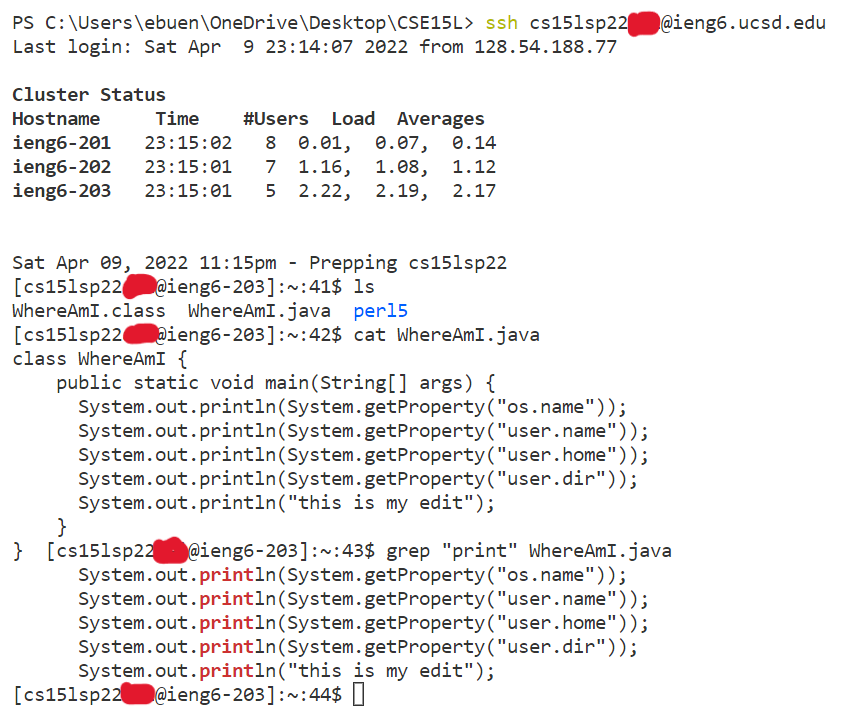 PS C:\Users\ebuen\OneDrive\Desktop\CSE15L> ssh cs15lsp22@ieng6.ucsd.edu
Last login: Sat Apr  9 23:14:07 2022 from 128.54.188.77
Cluster Status
Hostname     Time    #Users  Load  Averages
ieng6-201   23:15:02   8  0.01,  0.07,  0.14
ieng6-202   23:15:01   7  1.16,  1.08,  1.12
ieng6-203   23:15:01   5  2.22,  2.19,  2.17
Sat Apr 09, 2022 11:15pm - Prepping cs15lsp22
[cs15lsp22@ieng6-203]:~:41$ ls
WhereAmI.class  WhereAmI.java  perl5
[cs15lsp22@ieng6-203]:~:42$ cat WhereAmI.java
class WhereAmI {
    public static void main(String[] args) {
      System.out.println(System.getProperty("os.name"));
      System.out.println(System.getProperty("user.name"));
      System.out.println(System.getProperty("user.home"));
      System.out.println(System.getProperty("user.dir"));
      System.out.println("this is my edit");
    }
}  [cs15lsp22@ieng6-203]:~:43$ grep "print" WhereAmI.java
      System.out.println(System.getProperty("os.name"));
      System.out.println(System.getProperty("user.name"));
      System.out.println(System.getProperty("user.home"));
      System.out.println(System.getProperty("user.dir"));
      System.out.println("this is my edit");
[cs15lsp22@ieng6-203]:~:44$